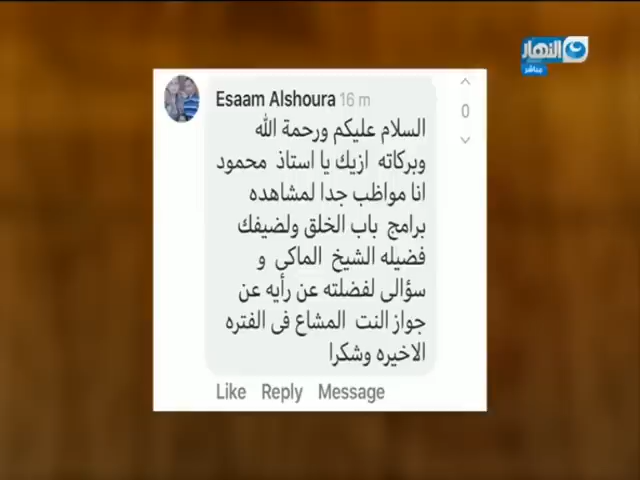 النهار
مباشر
Esaam Alshoura 16 m
0
السلام عليكم ورحمة الله
وبركاته ازيك يا استاذ محمود
انا مواظب جدا لمشاهده
برامج باب الخلق ولضيفك
فضيله الشيخ الماكى و
سؤالى لفضلته عن رأيه عن
جواز النت المشاع فى الفتره
الاخيره وشكرا
Like Reply Message